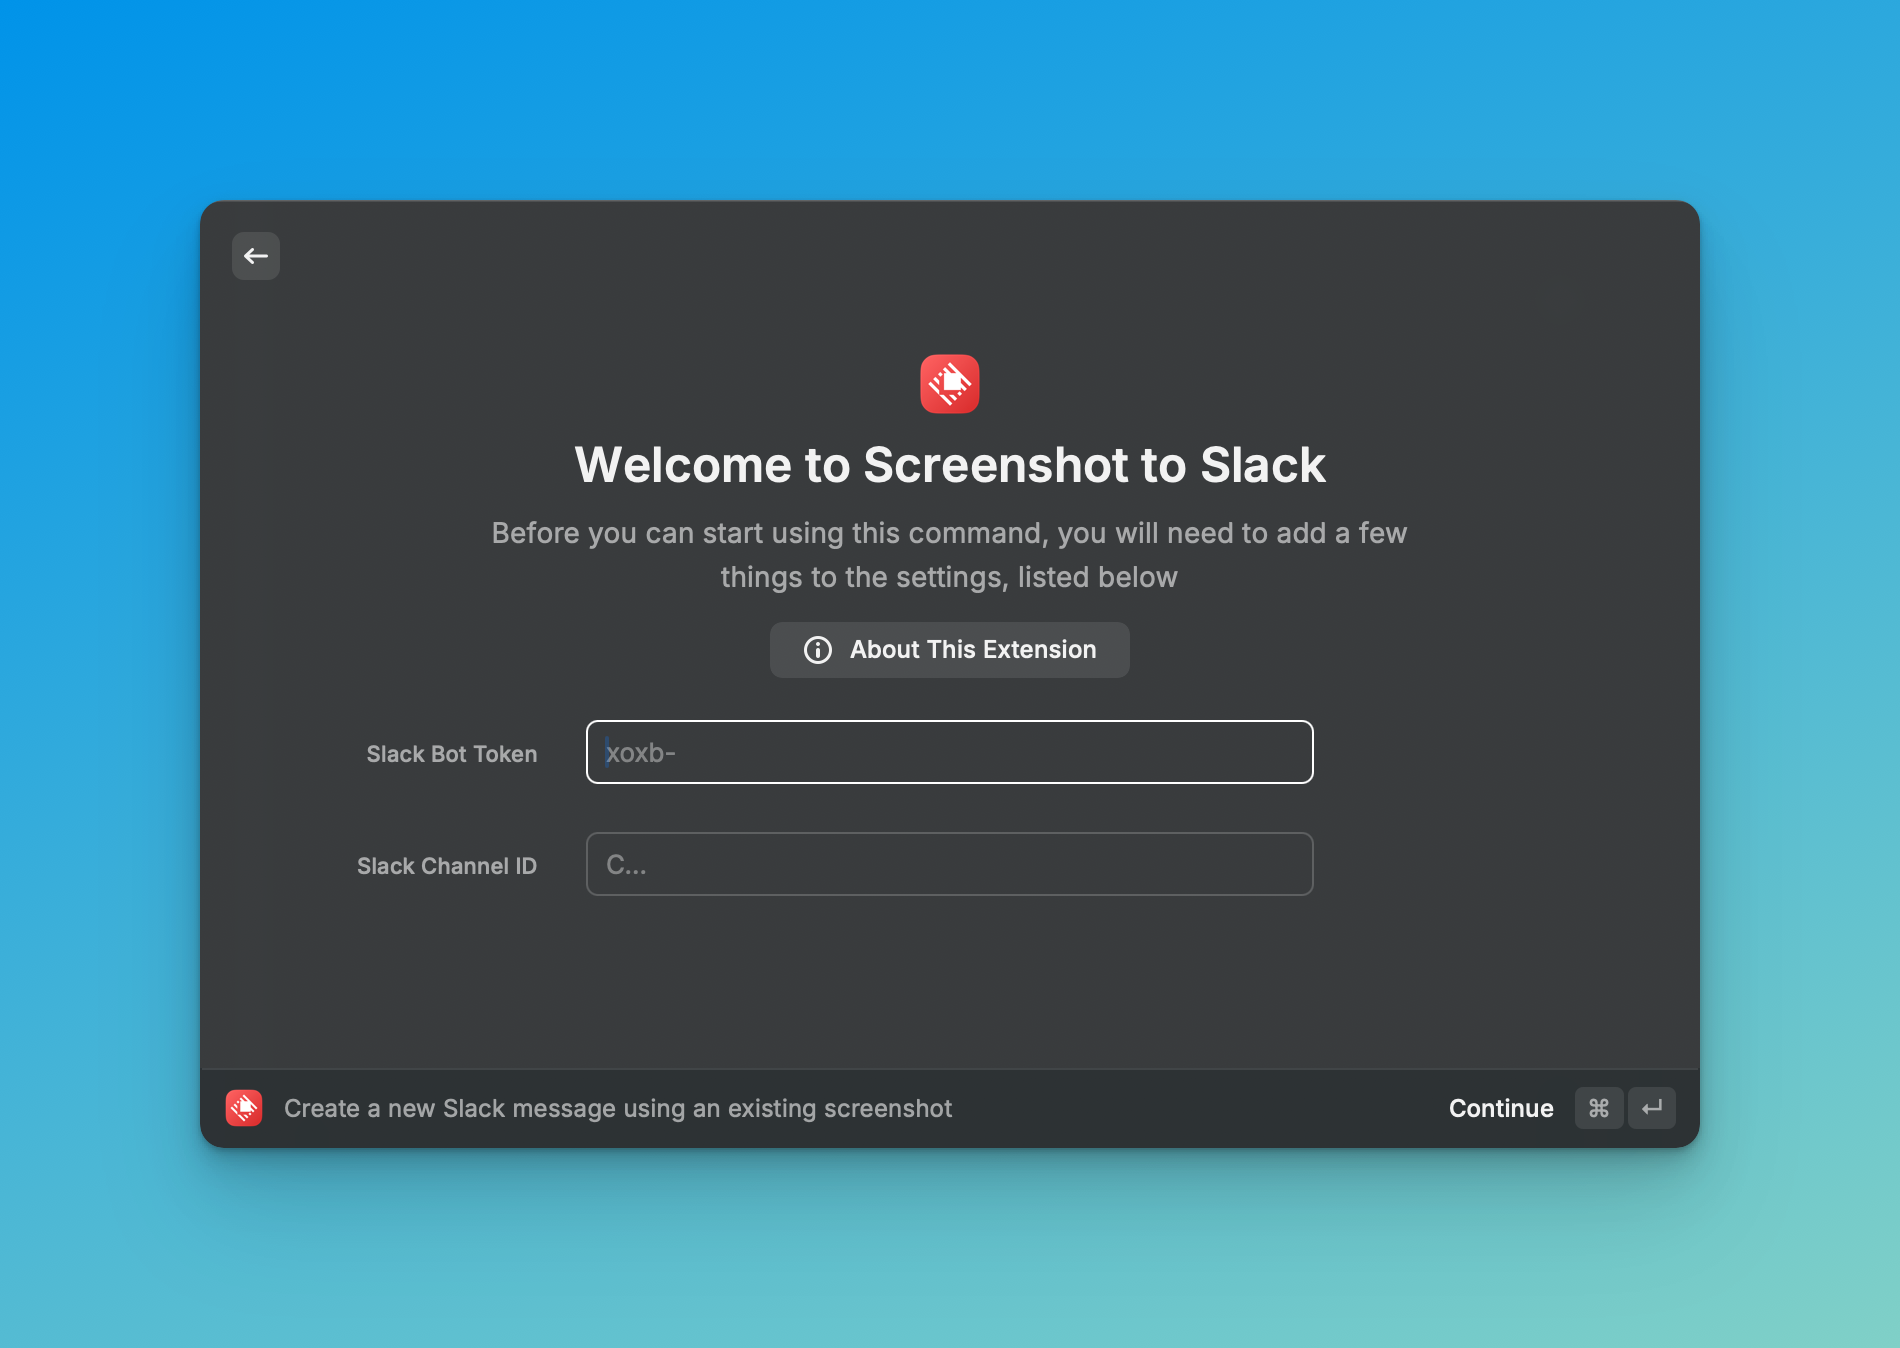 Welcome to Screenshot to Slack
Before you can start using this command, you will need to add a few
things to the settings, listed below
About This Extension
Slack Bot Token
xoxb-
Slack Channel ID
C...
Create a new Slack message using an existing screenshot
Continue ⌘ ↵